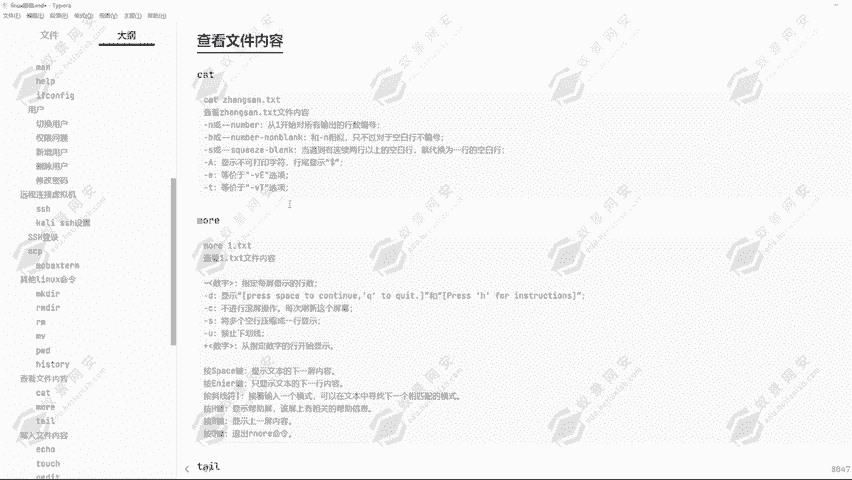 文件(F) 编辑(E) 段落(P) 格式(O) 视图(V) 主题(T) 帮助(H)
文件 大纲
man
help
ifconfig
用户
切换用户
权限问题
新增用户
删除用户
修改密码
远程连接虚拟机
ssh
kali ssh设置
SSH登录
scp
mobaxterm
其他linux命令
mkdir
rmdir
rm
mv
pwd
history
查看文件内容
cat
more
tail
写入文件内容
echo
touch
gedit
查看文件内容
cat
cat zhangsan.txt
查看zhangsan.txt文件内容
-n或--number：从1开始对所有输出的行数编号；
-b或--number-nonblank：和-n相似，只不过对于空白行不编号；
-s或--squeeze-blank：当遇到有连续两行以上的空白行，就代换为一行的空白行；
-A：显示不可打印字符，行尾显示“$”；
-e：等价于"-vE"选项；
-t：等价于"-vT"选项；
more
more 1.txt
查看1.txt文件内容
-<数字>：指定每屏显示的行数；
-d：显示“[press space to continue,'q' to quit.]”和“[Press 'h' for instructions]”；
-c：不进行滚屏操作。每次刷新这个屏幕；
-s：将多个空行压缩成一行显示；
-u：禁止下划线；
+<数字>：从指定数字的行开始显示。
按Space键：显示文本的下一屏内容。
按Enier键：只显示文本的下一行内容。
按斜线符|：接着输入一个模式，可以在文本中寻找下一个相匹配的模式。
按H键：显示帮助屏，该屏上有相关的帮助信息。
按B键：显示上一屏内容。
按Q键：退出rnore命令。
tail
8047